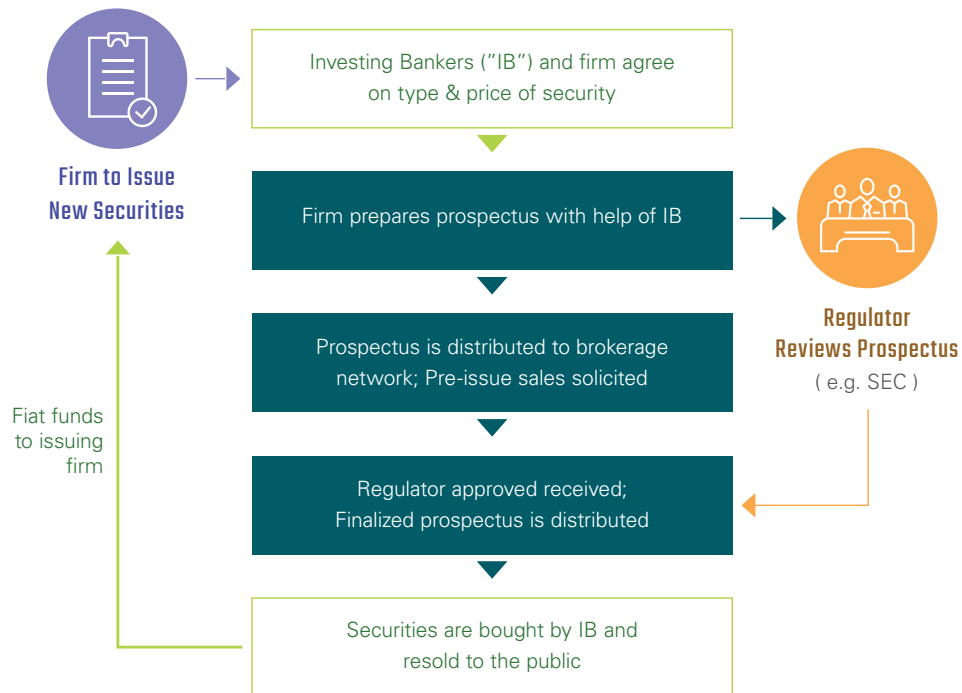 Investing Bankers (”IB”) and firm agree
on type & price of security
Firm to Issue
New Securities
Firm prepares prospectus with help of IB
Regulator
Reviews Prospectus
( e.g. SEC )
Prospectus is distributed to brokerage
network; Pre-issue sales solicited
Fiat funds
to issuing
firm
Regulator approved received;
Finalized prospectus is distributed
Securities are bought by IB and
resold to the public